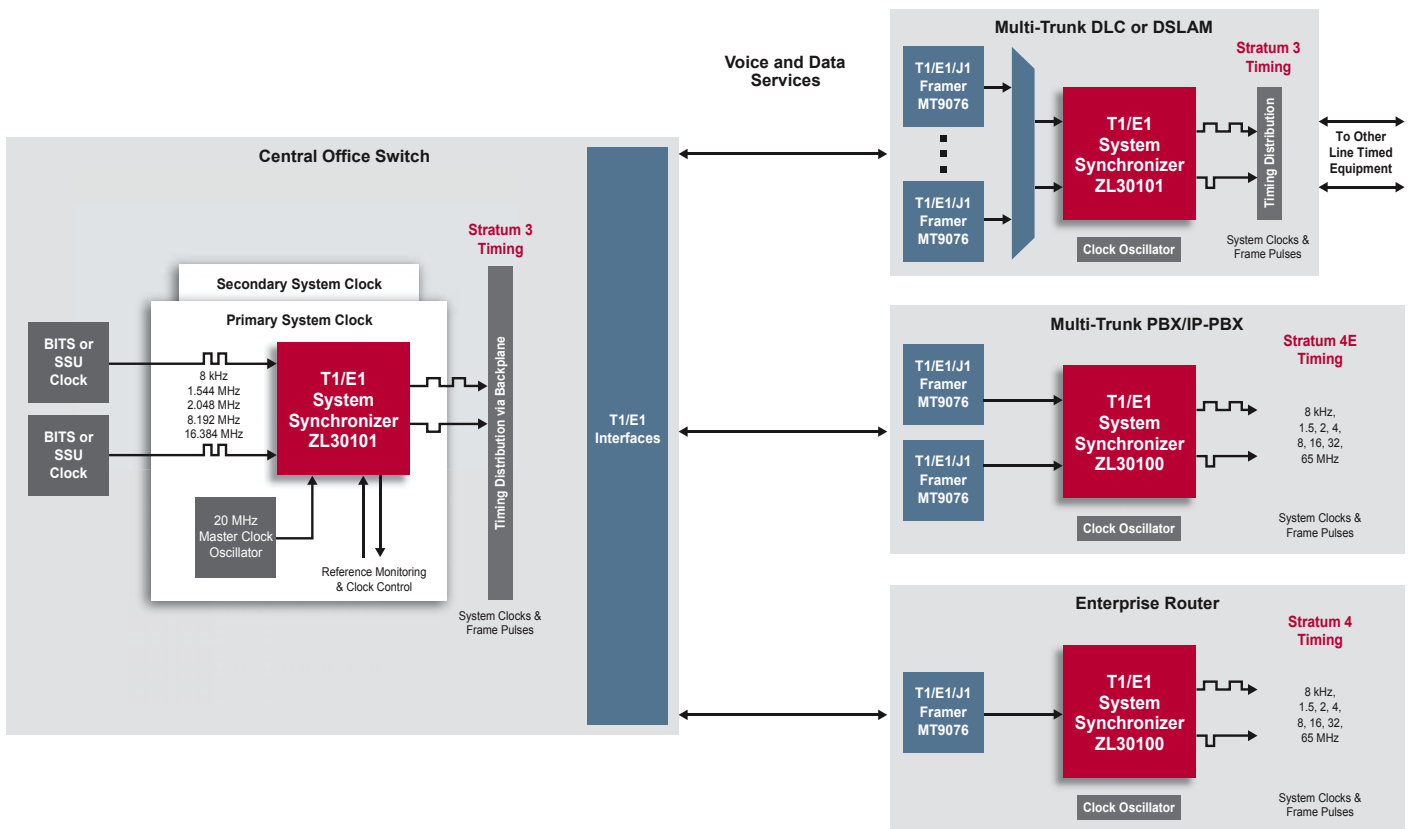 Central Office Switch
Stratum 3
Timing
Secondary System Clock
Primary System Clock
BITS or
SSU
Clock
BITS or
SSU
Clock
8 kHz
1.544 MHz
2.048 MHz
8.192 MHz
16.384 MHz
T1/E1
System
Synchronizer
ZL30101
20 MHz
Master Clock
Oscillator
Reference Monitoring
& Clock Control
Timing Distribution via Backplane
System Clocks &
Frame Pulses
T1/E1
Interfaces
Voice and Data
Services
Multi-Trunk DLC or DSLAM
T1/E1/J1
Framer
MT9076
T1/E1/J1
Framer
MT9076
T1/E1
System
Synchronizer
ZL30101
Clock Oscillator
Stratum 3
Timing
Timing Distribution
System Clocks &
Frame Pulses
To Other
Line Timed
Equipment
Multi-Trunk PBX/IP-PBX
T1/E1/J1
Framer
MT9076
T1/E1/J1
Framer
MT9076
T1/E1
System
Synchronizer
ZL30100
Clock Oscillator
Stratum 4E
Timing
8 kHz,
1.5, 2, 4,
8, 16, 32,
65 MHz
System Clocks &
Frame Pulses
Enterprise Router
T1/E1/J1
Framer
MT9076
T1/E1
System
Synchronizer
ZL30100
Clock Oscillator
Stratum 4
Timing
8 kHz,
1.5, 2, 4,
8, 16, 32,
65 MHz
System Clocks &
Frame Pulses